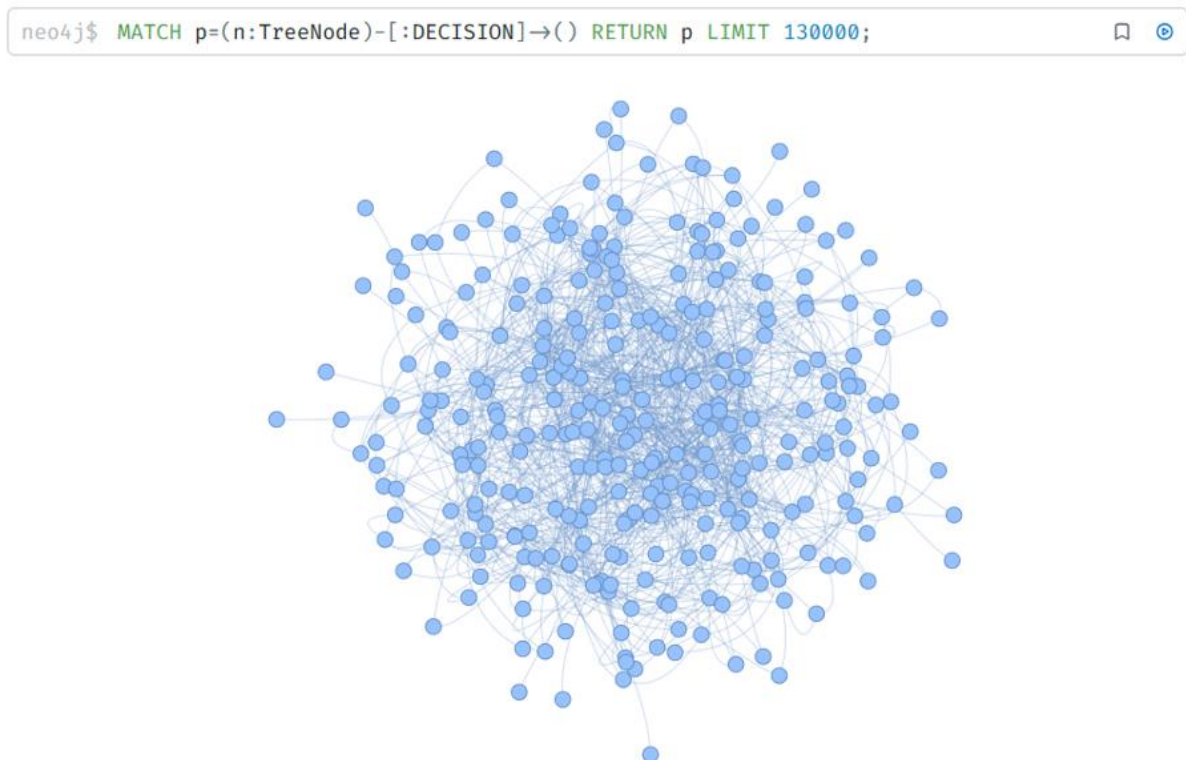 neo4j$ MATCH p=(n:TreeNode)-[:DECISION]→() RETURN p LIMIT 130000;